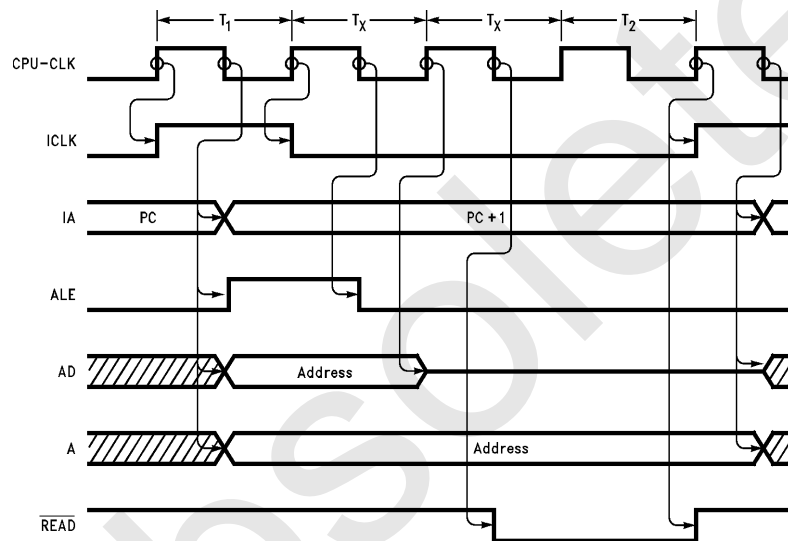 T1 TX TX T2
CPU-CLK
ICLK
IA PC PC + 1
ALE
AD Address
A Address
READ
obsolete